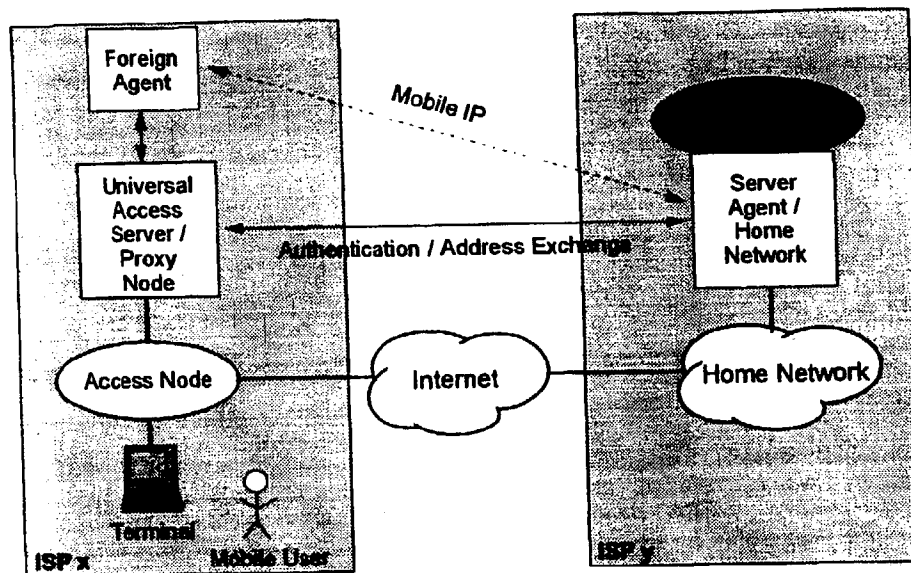 Foreign
Agent
Mobile IP
Universal
Access
Server /
Proxy
Node
Server
Agent /
Home
Network
Authentication / Address Exchange
Access Node
Internet
Home Network
Terminal
Mobile User
ISP x
ISP y